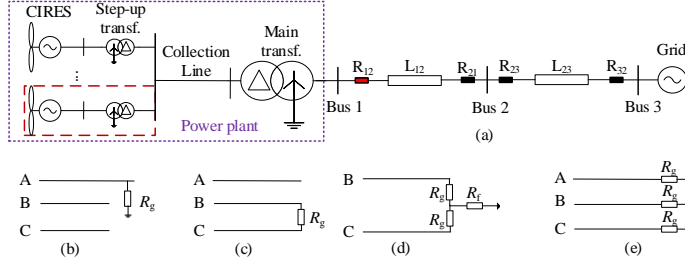 CIRES
Step-up
transf.
Collection
Line
Main
transf.
Grid
R12
L12
R21
R23
L23
R32
Bus 1
Bus 2
Bus 3
Power plant
(a)
A
B
C
Rg
(b)
A
B
C
Rg
(c)
B
C
Rg
Rf
Rg
(d)
A
B
C
Rg
Rg
Rg
(e)